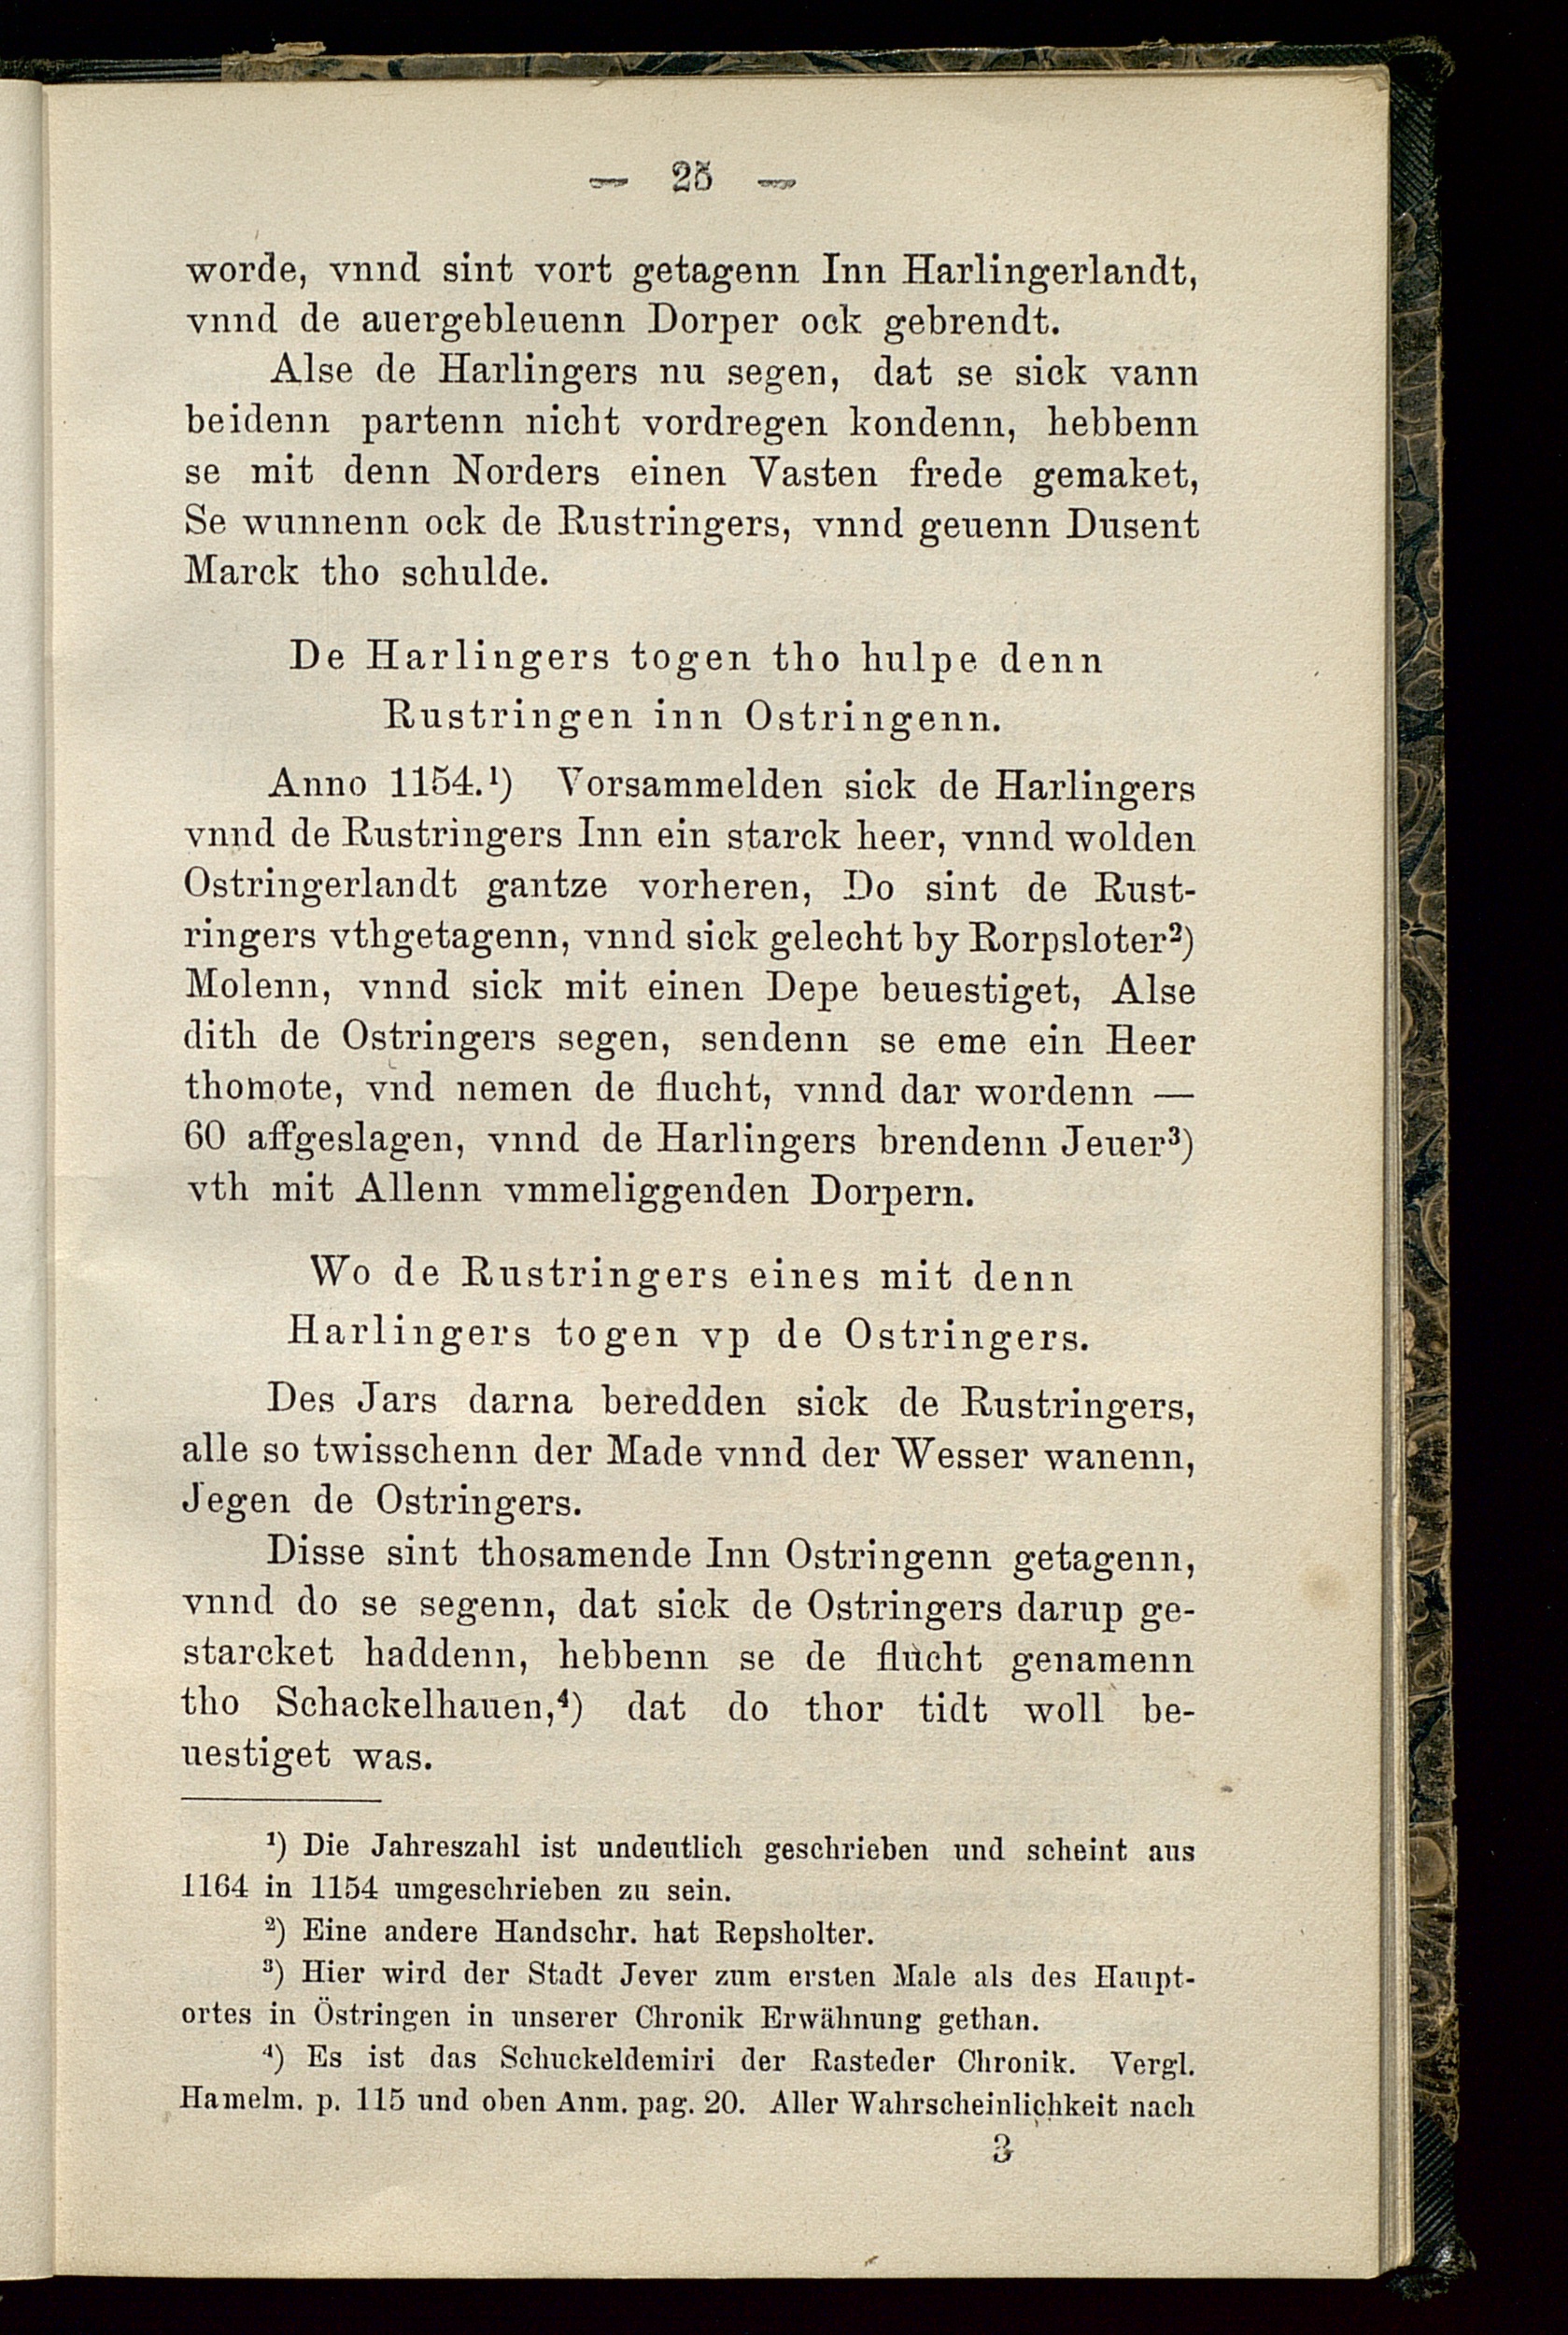 — 25 —
worde, vnnd sint vort getagenn Inn Harlingerlandt,
vnnd de auergebleuenn Dorper ock gebrendt.
Alse de Harlingers nu segen, dat se sick vann
beidenn partenn nicht vordregen kondenn, hebbenn
se mit denn Norders einen Vasten frede gemaket,
Se wunnenn ock de Rustringers, vnnd geuenn Dusent
Marck tho schulde.
De Harlingers togen tho hulpe denn
Rustringen inn Ostringenn.
Anno 1154.¹) Vorsammelden sick de Harlingers
vnnd de Rustringers Inn ein starck heer, vnnd wolden
Ostringerlandt gantze vorheren, Do sint de Rust-
ringers vthgetagenn, vnnd sick gelecht by Rorpsloter²)
Molenn, vnnd sick mit einen Depe beuestiget, Alse
dith de Ostringers segen, sendenn se eme ein Heer
thomote, vnd nemen de flucht, vnnd dar wordenn —
60 affgeslagen, vnnd de Harlingers brendenn Jeuer³)
vth mit Allenn vmmeliggenden Dorpern.
Wo de Rustringers eines mit denn
Harlingers togen vp de Ostringers.
Des Jars darna beredden sick de Rustringers,
alle so twisschenn der Made vnnd der Wesser wanenn,
Jegen de Ostringers.
Disse sint thosamende Inn Ostringenn getagenn,
vnnd do se segenn, dat sick de Ostringers darup ge-
starcket haddenn, hebbenn se de flucht genamenn
tho Schackelhauen,⁴) dat do thor tidt woll be-
uestiget was.
¹) Die Jahreszahl ist undeutlich geschrieben und scheint aus
1164 in 1154 umgeschrieben zu sein.
²) Eine andere Handschr. hat Repsholter.
³) Hier wird der Stadt Jever zum ersten Male als des Haupt-
ortes in Östringen in unserer Chronik Erwähnung gethan.
⁴) Es ist das Schuckeldemiri der Rasteder Chronik. Vergl.
Hamelm. p. 115 und oben Anm. pag. 20. Aller Wahrscheinlichkeit nach
3